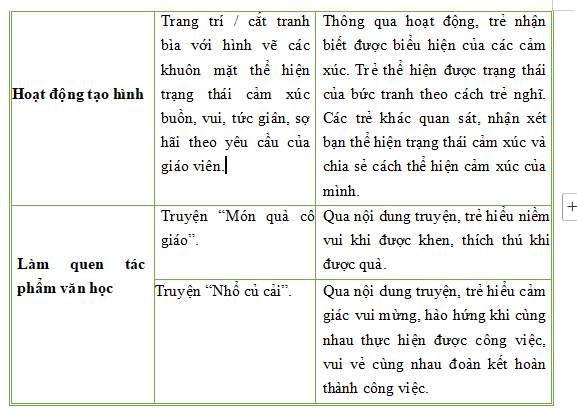 Hoạt động tạo hình
Trang trí / cắt tranh
bìa với hình vẽ các
khuôn mặt thể hiện
trạng thái cảm xúc
buồn, vui, tức giân, sợ
hãi theo yêu cầu của
giáo viên.
Thông qua hoạt động, trẻ nhận
biết được biểu hiện của các cảm
xúc. Trẻ thể hiện được trạng thái
của bức tranh theo cách trẻ nghĩ.
Các trẻ khác quan sát, nhận xét
bạn thể hiện trạng thái cảm xúc và
chia sẻ cách thể hiện cảm xúc của
mình.
Làm quen tác
phẩm văn học
Truyện “Món quà cô
giáo”.
Qua nội dung truyện, trẻ hiểu niềm
vui khi được khen, thích thú khi
được quà.
Truyện “Nhổ củ cải”.
Qua nội dung truyện, trẻ hiểu cảm
giác vui mừng, hào hứng khi cùng
nhau thực hiện được công việc,
vui vẻ cùng nhau đoàn kết hoàn
thành công việc.